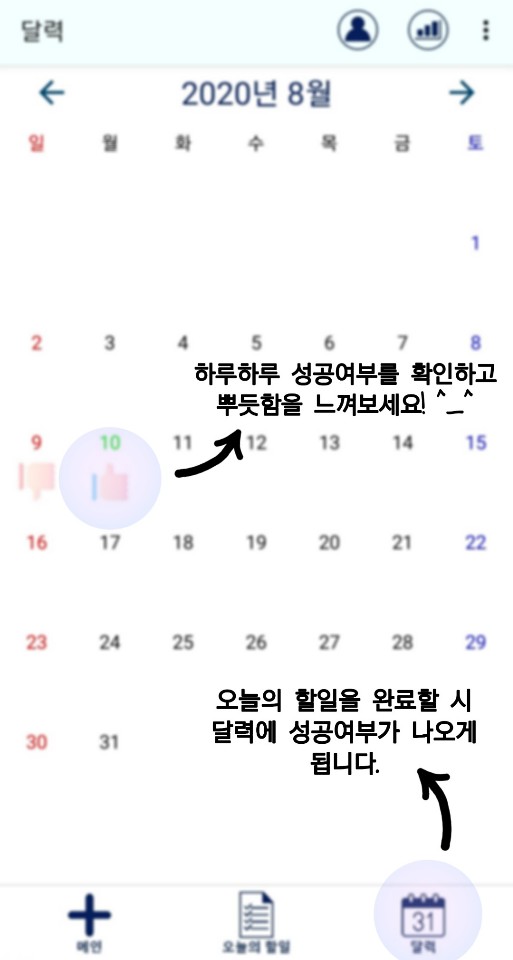 달력
2020년 8월
일 월 화 수 목 금 토
1
2 3 4 5 6 7 8
하루하루 성공여부를 확인하고
뿌듯함을 느껴보세요! ^_^
9 10 11 12 13 14 15
16 17 18 19 20 21 22
23 24 25 26 27 28 29
오늘의 할일을 완료할 시
달력에 성공여부가 나오게
됩니다.
30 31
31
메인 오늘의 할일 달력